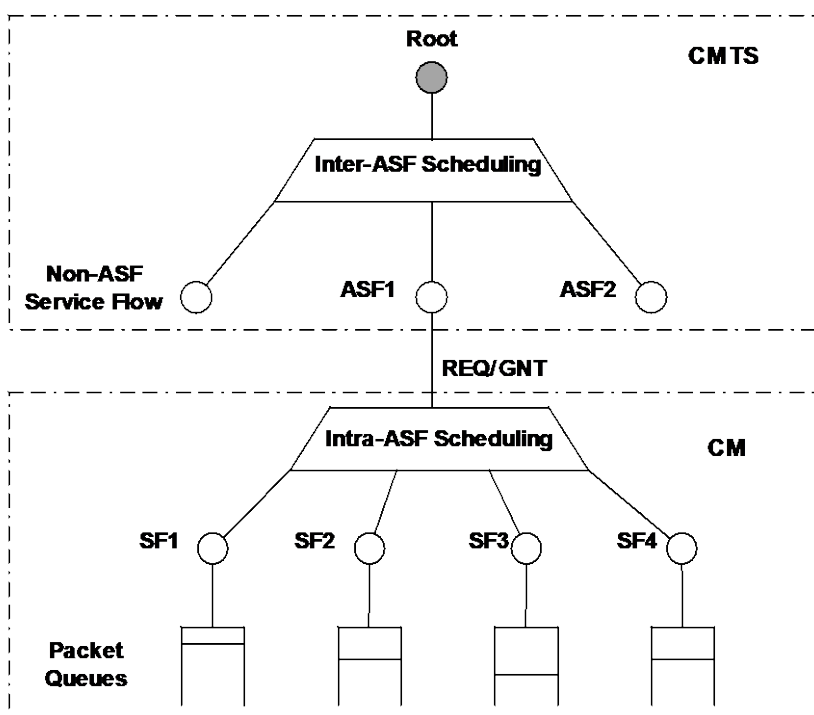 Root
CMTS
Inter-ASF Scheduling
Non-ASF
Service Flow
ASF1
ASF2
REQ/GNT
Intra-ASF Scheduling
CM
SF1
SF2
SF3
SF4
Packet
Queues